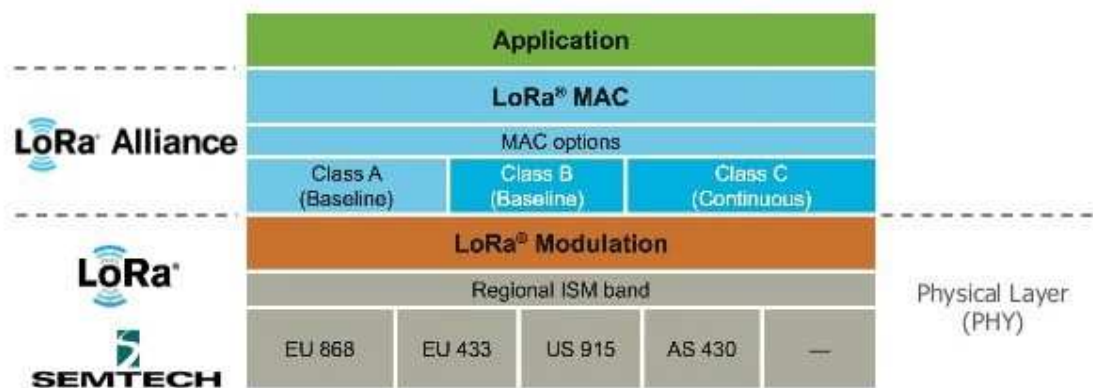 Application
LoRa® MAC
LoRa Alliance
MAC options
Class A
(Baseline)
Class B
(Baseline)
Class C
(Continuous)
LoRa® Modulation
LoRa®
Regional ISM band
Physical Layer
(PHY)
EU 868
EU 433
US 915
AS 430
—
SEMTECH